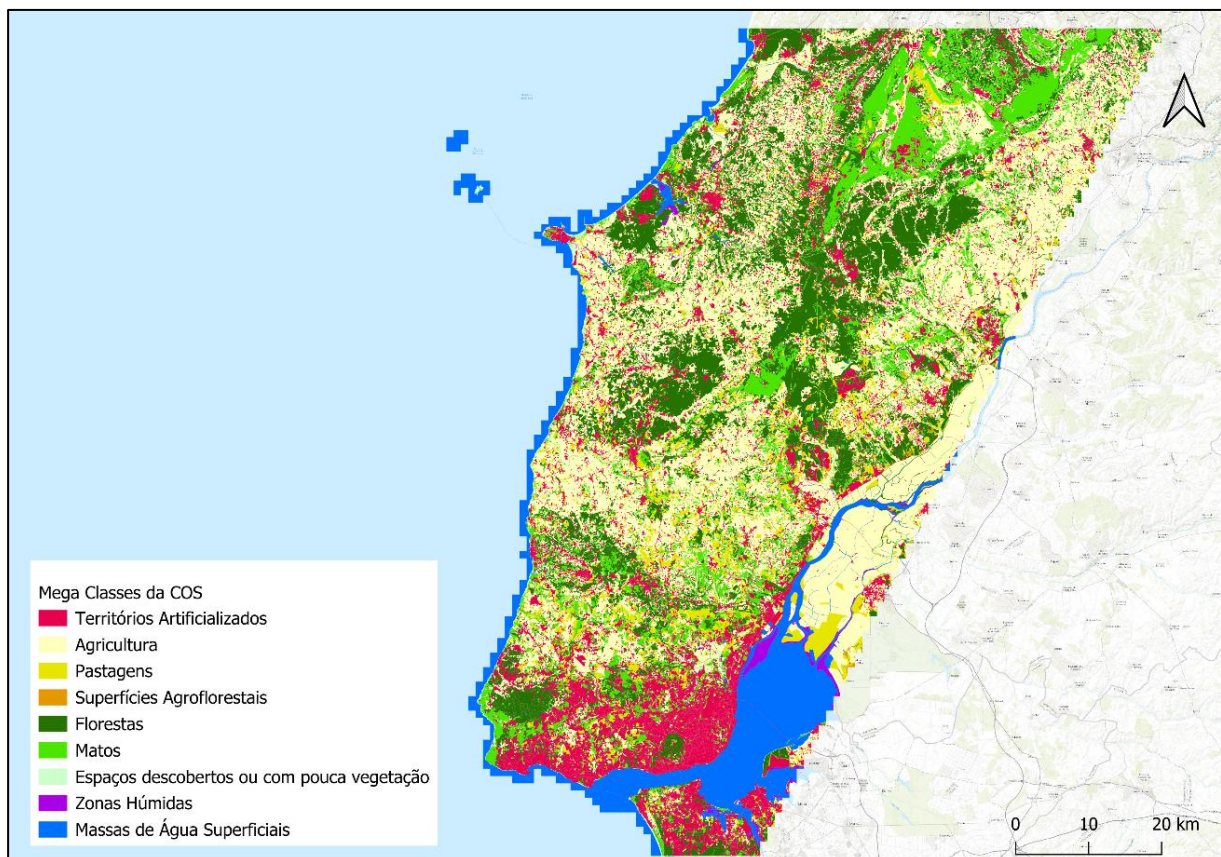 Mega Classes da COS
Territórios Artificializados
Agricultura
Pastagens
Superfícies Agroflorestais
Florestas
Matos
Espaços descobertos ou com pouca vegetação
Zonas Húmidas
Massas de Água Superficiais
0 10 20 km